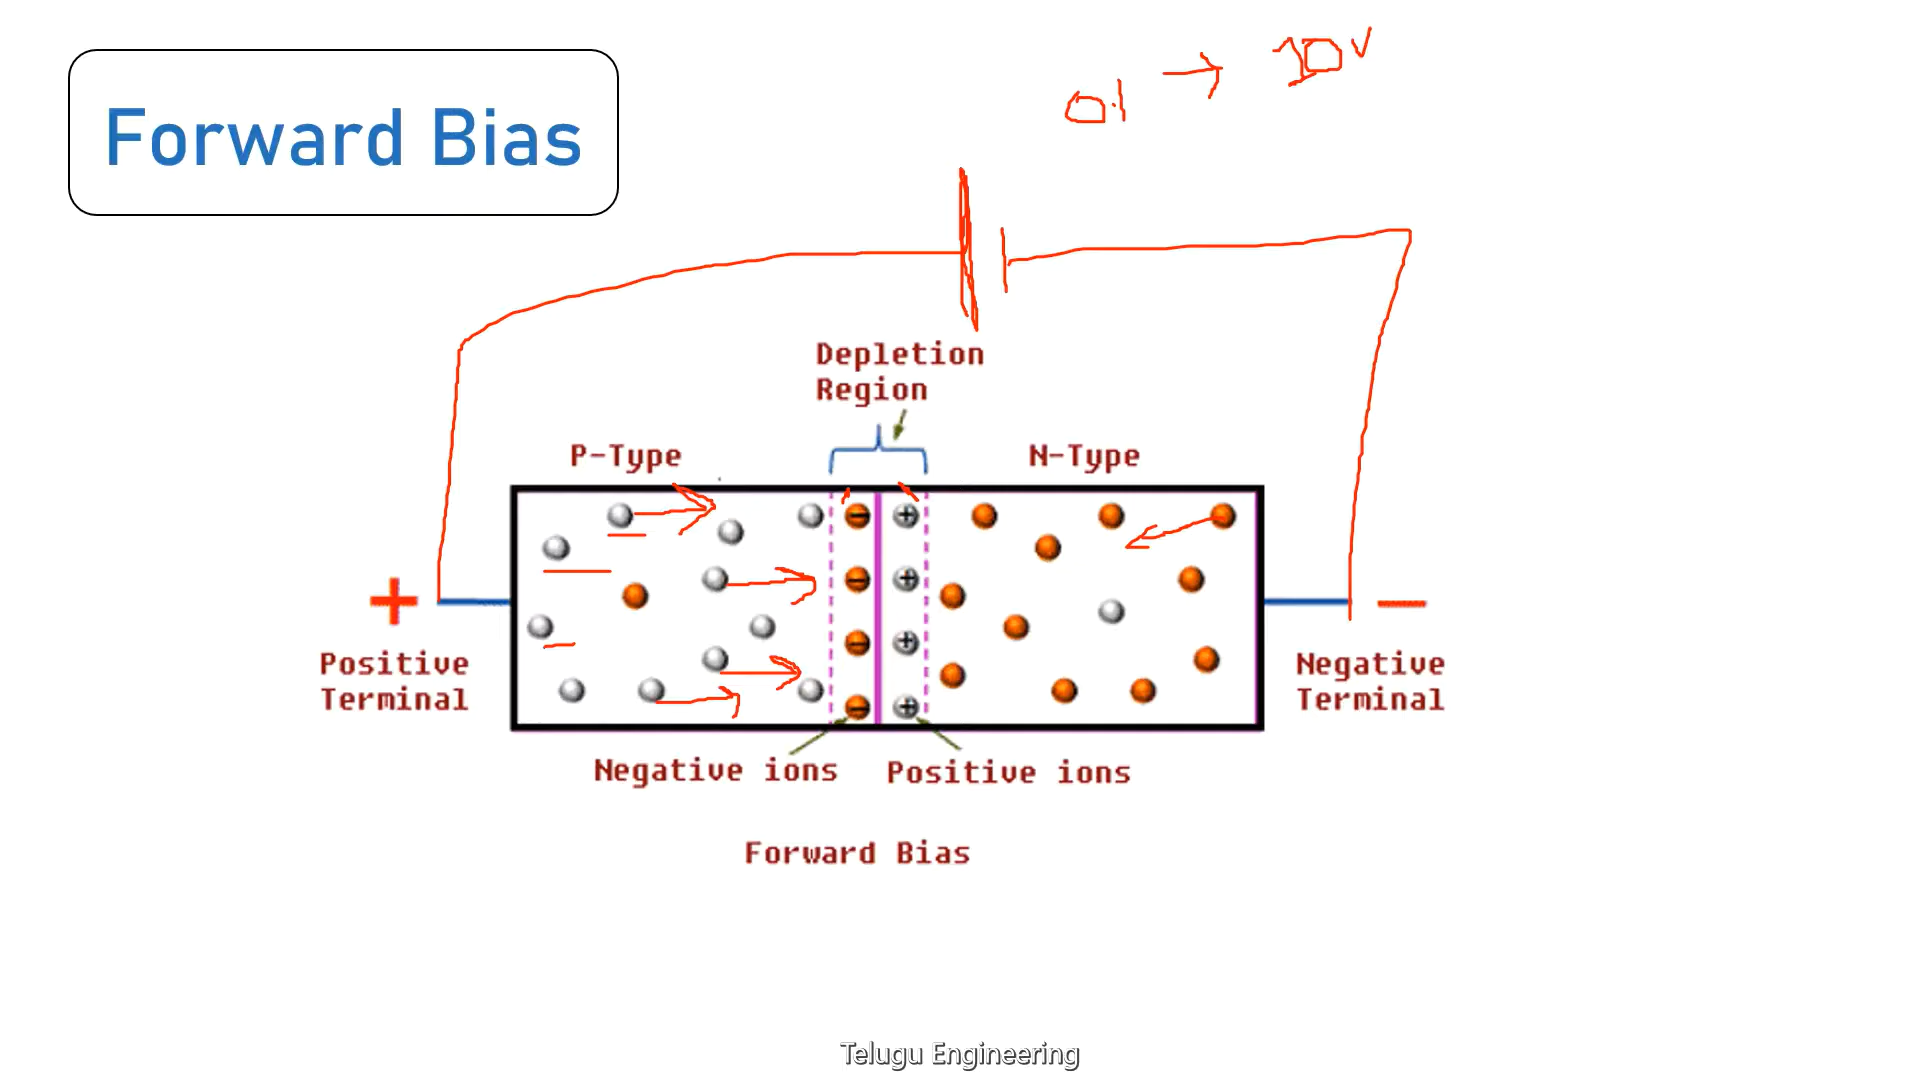 Forward Bias
0.1 → 10V
Depletion
Region
P-Type
N-Type
+
−
Positive
Terminal
Negative
Terminal
Negative ions
Positive ions
Forward Bias
Telugu Engineering